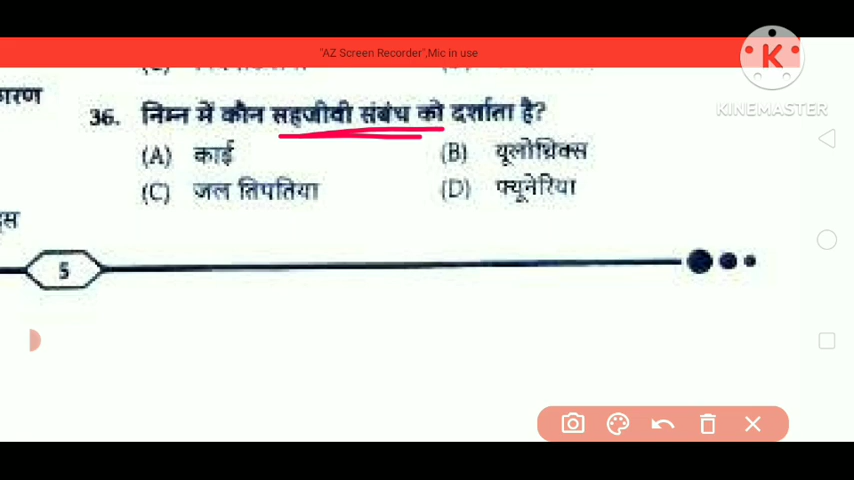 "AZ Screen Recorder",Mic in use
K
KINEMASTER
36. निम्न में कौन सहजीवी संबंध को दर्शाता है?
(A) काई (B) यूलोथ्रिक्स
(C) जल तिपतिया (D) फ्यूनेरिया
5